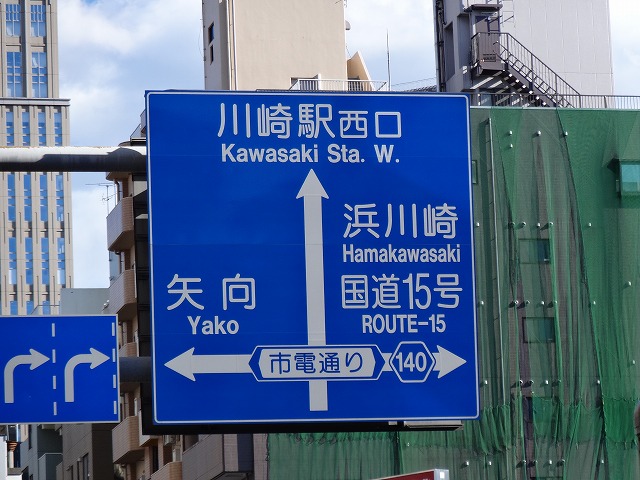 川崎駅西口
Kawasaki Sta. W.
浜川崎
Hamakawasaki
矢向
Yako
国道15号
ROUTE-15
市電通り
140